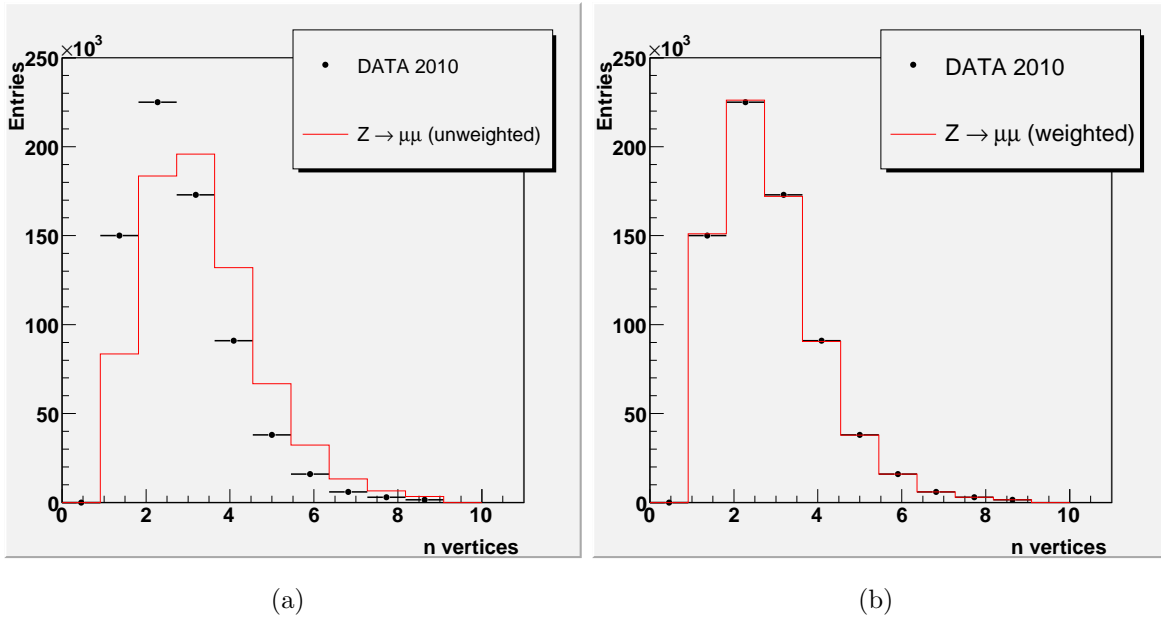 ×10³
Entries
250
200
150
100
50
0
0 2 4 6 8 10
n vertices
DATA 2010
Z → μμ (unweighted)
(a)
×10³
Entries
250
200
150
100
50
0
0 2 4 6 8 10
n vertices
DATA 2010
Z → μμ (weighted)
(b)